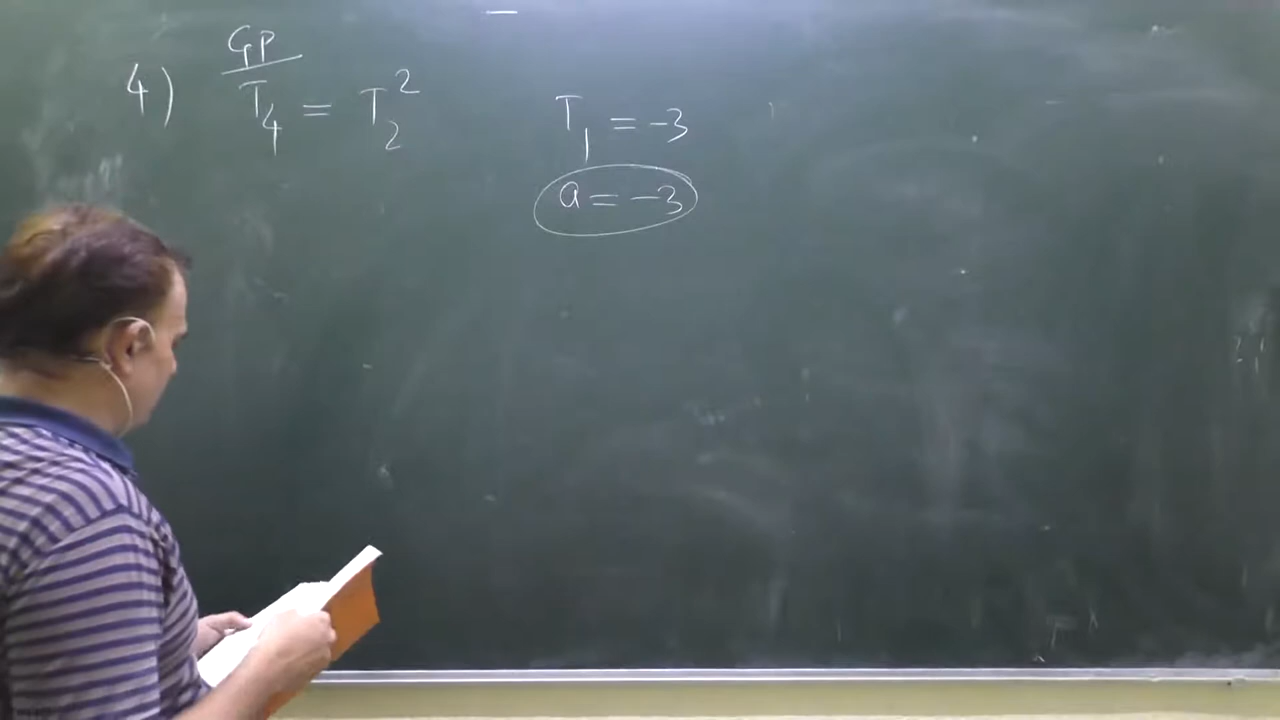 GP
4) T₄ = T₂²
T₁ = -3
a = -3